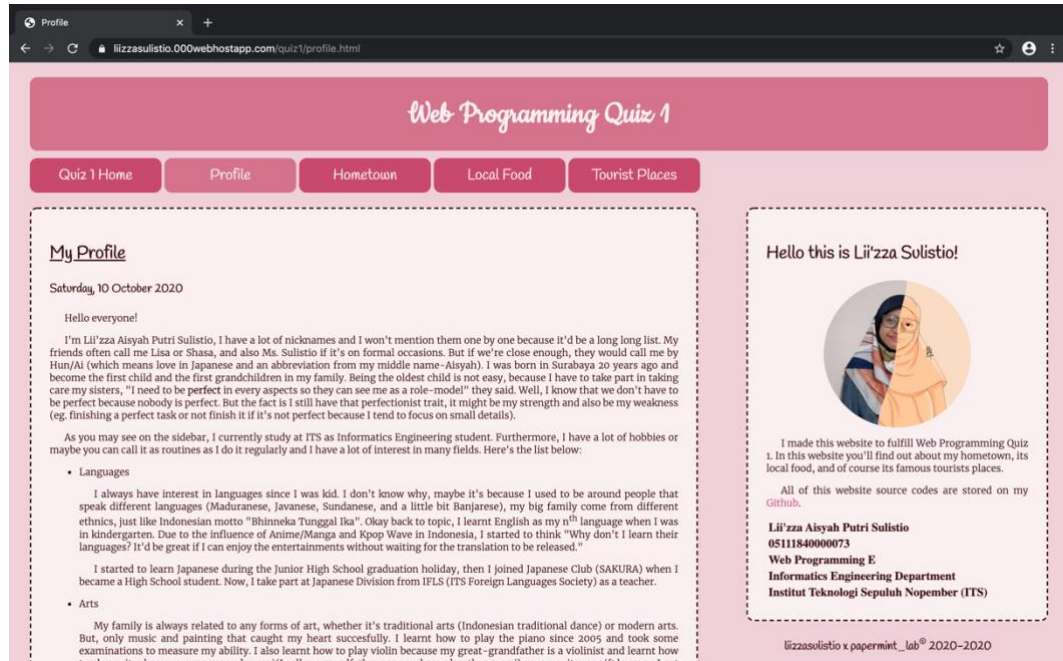 Profile
liizzasulistio.000webhostapp.com/quiz1/profile.html
Web Programming Quiz 1
Quiz 1 Home
Profile
Hometown
Local Food
Tourist Places
My Profile
Saturday, 10 October 2020
Hello everyone!
I'm Lii'zza Aisyah Putri Sulistio, I have a lot of nicknames and I won't mention them one by one because it'd be a long long list. My
friends often call me Lisa or Shasa, and also Ms. Sulistio if it's on formal occasions. But if we're close enough, they would call me by
Hun/Ai (which means love in Japanese and an abbreviation from my middle name-Aisyah). I was born in Surabaya 20 years ago and
become the first child and the first grandchildren in my family. Being the oldest child is not easy, because I have to take part in taking
care my sisters, "I need to be perfect in every aspects so they can see me as a role-model" they said. Well, I know that we don't have to
be perfect because nobody is perfect. But the fact is I still have that perfectionist trait, it might be my strength and also be my weakness
(eg. finishing a perfect task or not finish it if it's not perfect because I tend to focus on small details).
As you may see on the sidebar, I currently study at ITS as Informatics Engineering student. Furthermore, I have a lot of hobbies or
maybe you can call it as routines as I do it regularly and I have a lot of interest in many fields. Here's the list below:
• Languages
I always have interest in languages since I was kid. I don't know why, maybe it's because I used to be around people that
speak different languages (Maduranese, Javanese, Sundanese, and a little bit Banjarese), my big family come from different
ethnics, just like Indonesian motto "Bhinneka Tunggal Ika". Okay back to topic, I learnt English as my nth language when I was
in kindergarten. Due to the influence of Anime/Manga and Kpop Wave in Indonesia, I started to think "Why don't I learn their
languages? It'd be great if I can enjoy the entertainments without waiting for the translation to be released."
I started to learn Japanese during the Junior High School graduation holiday, then I joined Japanese Club (SAKURA) when I
became a High School student. Now, I take part at Japanese Division from IFLS (ITS Foreign Languages Society) as a teacher.
• Arts
My family is always related to any forms of art, whether it's traditional arts (Indonesian traditional dance) or modern arts.
But, only music and painting that caught my heart succesfully. I learnt how to play the piano since 2005 and took some
examinations to measure my ability. I also learnt how to play violin because my great-grandfather is a violinist and learnt how
Hello this is Lii'zza Sulistio!
I made this website to fulfill Web Programming Quiz
1. In this website you'll find out about my hometown, its
local food, and of course its famous tourists places.
All of this website source codes are stored on my
Github.
Lii'zza Aisyah Putri Sulistio
05111840000073
Web Programming E
Informatics Engineering Department
Institut Teknologi Sepuluh Nopember (ITS)
liizzasulistio x papermint_lab® 2020-2020